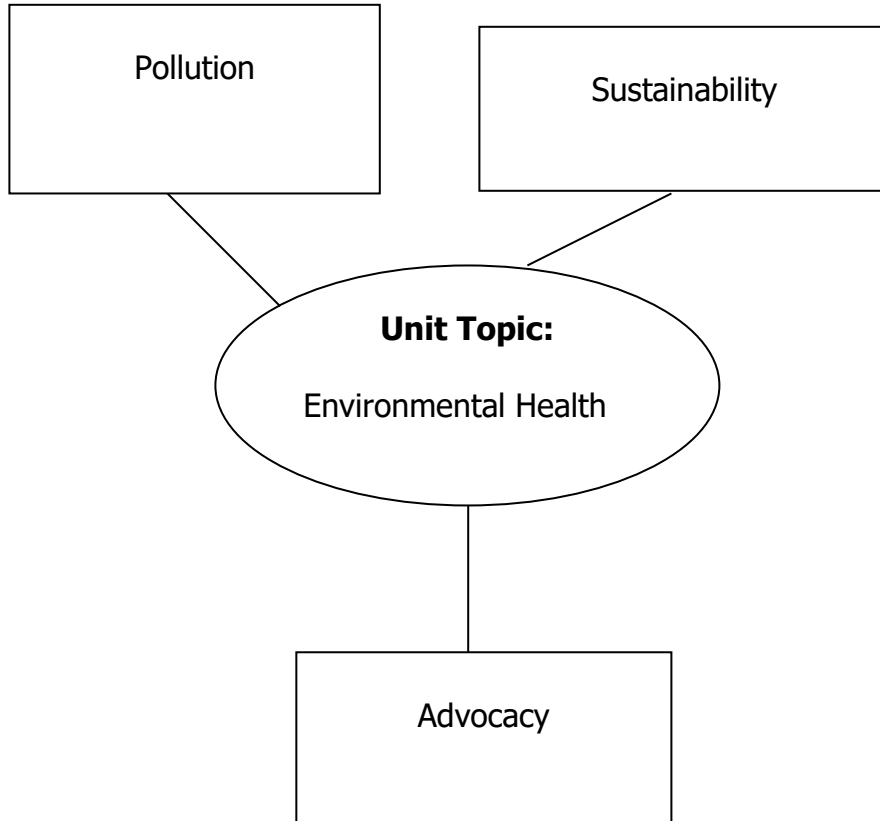 Pollution
Sustainability
Unit Topic:
Environmental Health
Advocacy